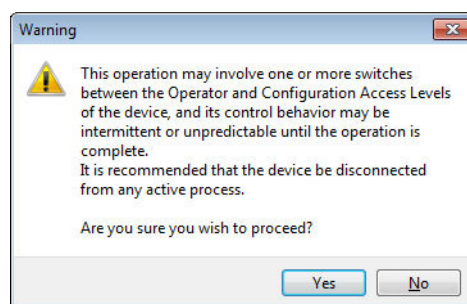 Warning
This operation may involve one or more switches
between the Operator and Configuration Access Levels
of the device, and its control behavior may be
intermittent or unpredictable until the operation is
complete.
It is recommended that the device be disconnected
from any active process.
Are you sure you wish to proceed?
Yes
No